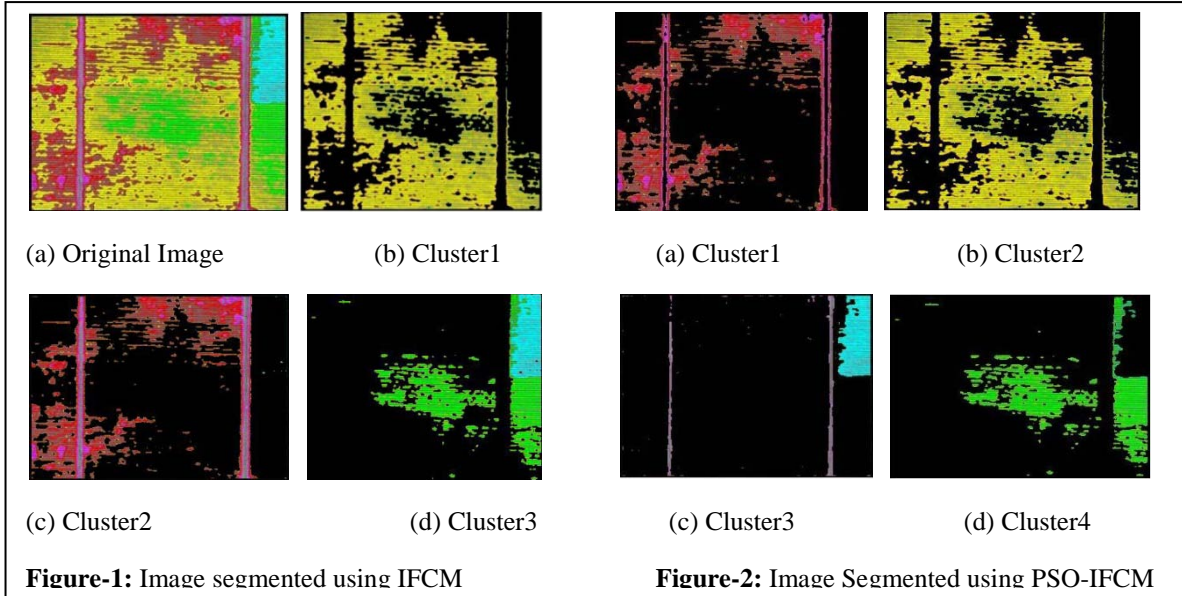 (a) Original Image (b) Cluster1 (a) Cluster1 (b) Cluster2
(c) Cluster2 (d) Cluster3 (c) Cluster3 (d) Cluster4
Figure-1: Image segmented using IFCM Figure-2: Image Segmented using PSO-IFCM